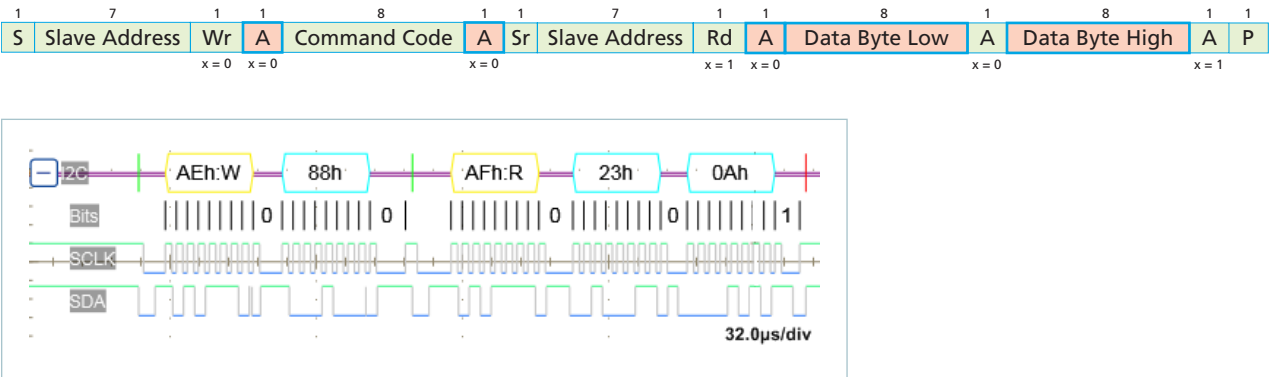 1 7 1 1 8 1 1 7 1 1 8 1 8 1 1
S Slave Address Wr A Command Code A Sr Slave Address Rd A Data Byte Low A Data Byte High A P
x = 0 x = 0 x = 0 x = 1 x = 0 x = 0 x = 1
I2C AEh:W 88h AFh:R 23h 0Ah
Bits 0 0 0 0 1
SCLK
SDA
32.0µs/div